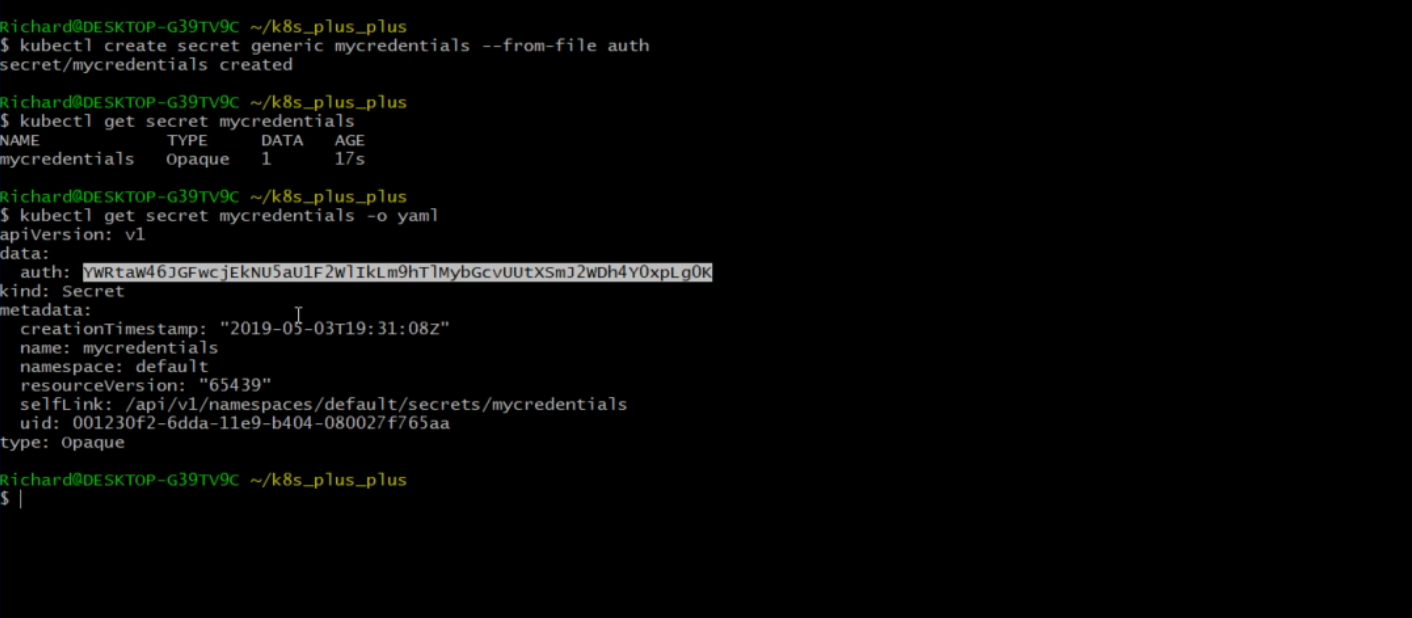 Richard@DESKTOP-G39TV9C ~/k8s_plus_plus
$ kubectl create secret generic mycredentials --from-file auth
secret/mycredentials created
Richard@DESKTOP-G39TV9C ~/k8s_plus_plus
$ kubectl get secret mycredentials
NAME TYPE DATA AGE
mycredentials Opaque 1 17s
Richard@DESKTOP-G39TV9C ~/k8s_plus_plus
$ kubectl get secret mycredentials -o yaml
apiVersion: v1
data:
auth: YWRtaW46JGFwcjEkNU5aU1F2WlIkLm9hTlMybGcvUUtXSmJ2WDh4Y0xpLg0K
kind: Secret
metadata:
creationTimestamp: "2019-05-03T19:31:08Z"
name: mycredentials
namespace: default
resourceVersion: "65439"
selfLink: /api/v1/namespaces/default/secrets/mycredentials
uid: 001230f2-6dda-11e9-b404-080027f765aa
type: Opaque
Richard@DESKTOP-G39TV9C ~/k8s_plus_plus
$